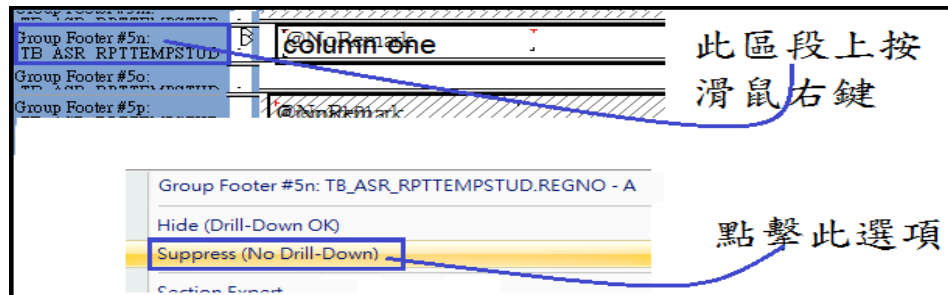 Group Footer #5n:
TB_ASR_RPTTEMPSTUD
column one
@NoRemark
此區段上按
滑鼠右鍵
Group Footer #5o:
Group Footer #5p:
@NoRemark
Group Footer #5n: TB_ASR_RPTTEMPSTUD.REGNO - A
Hide (Drill-Down OK)
Suppress (No Drill-Down)
點擊此選項
Section Expert